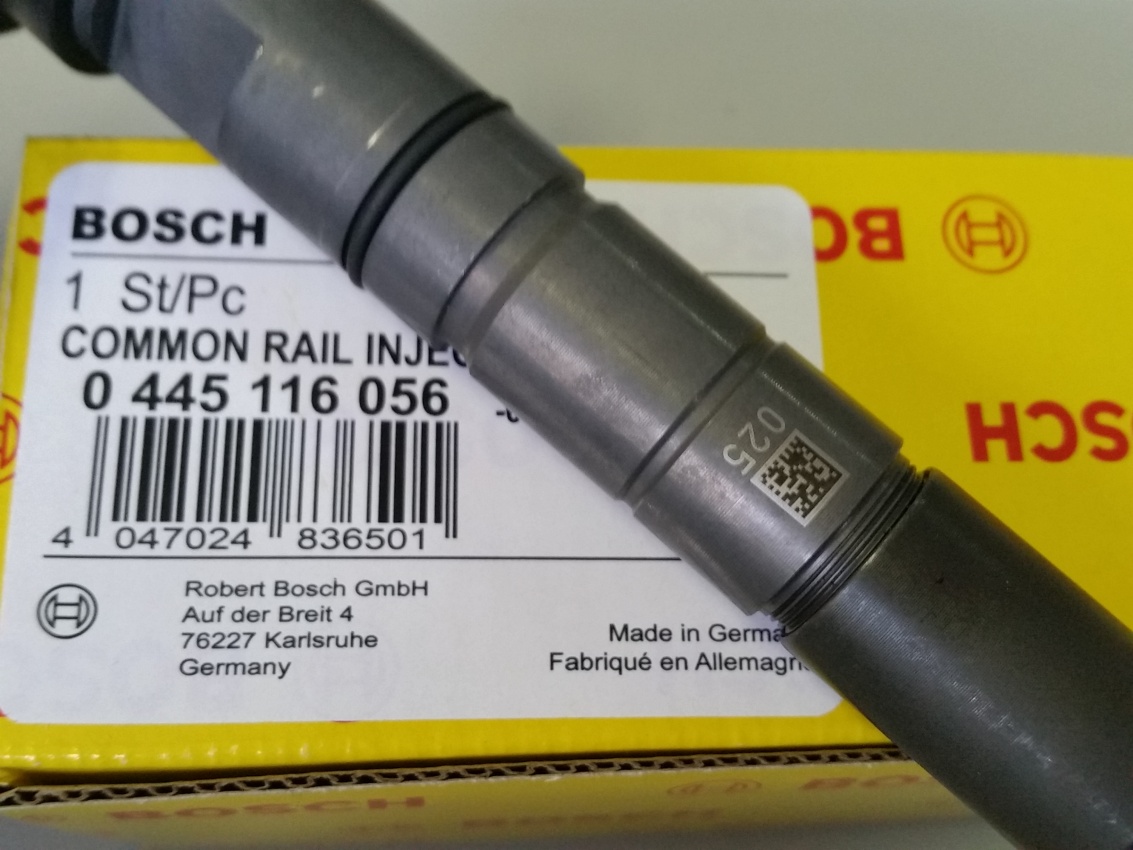 BOSCH
1 St/Pc
COMMON RAIL INJEC
0 445 116 056
4 047024 836501
Robert Bosch GmbH
Auf der Breit 4
76227 Karlsruhe
Germany
Made in Germa
Fabriqué en Allemagn
025
BOSCH
BOSCH
BOSCH